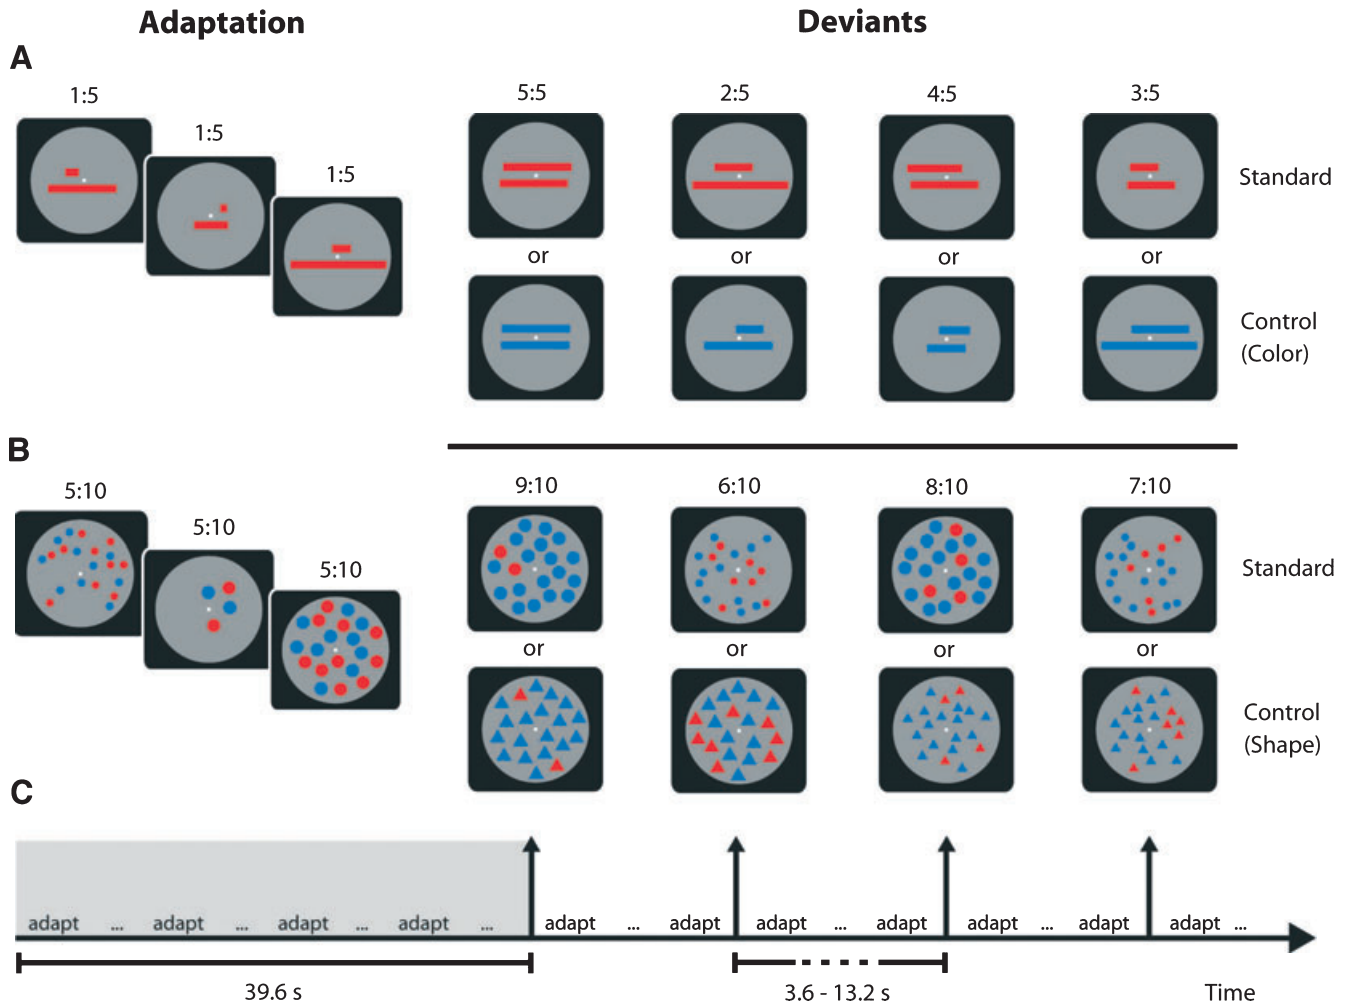 Adaptation
Deviants
A
1:5
1:5
1:5
5:5
2:5
4:5
3:5
Standard
or
or
or
or
Control
(Color)
B
5:10
5:10
5:10
9:10
6:10
8:10
7:10
Standard
or
or
or
or
Control
(Shape)
C
adapt ... adapt ... adapt ... adapt ... adapt ... adapt adapt ... adapt adapt ... adapt adapt ...
39.6 s
3.6 - 13.2 s
Time